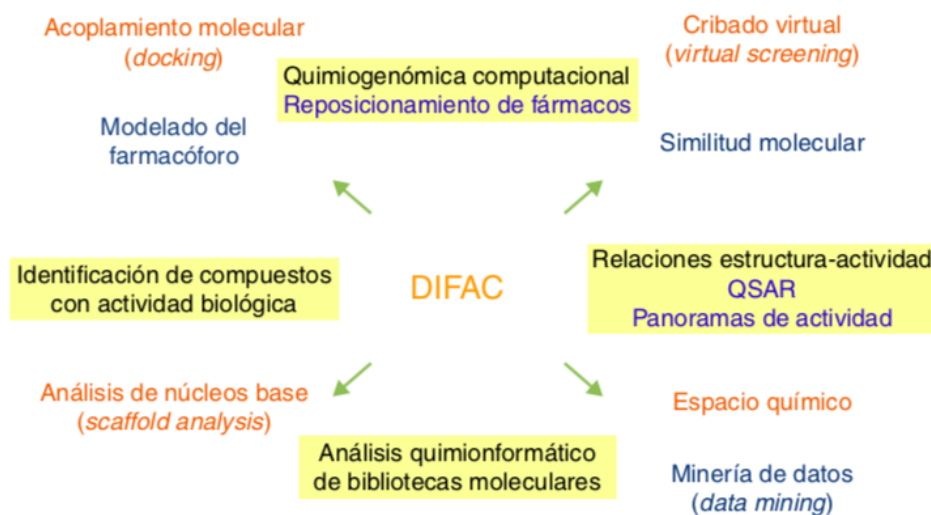 Acoplamiento molecular
(docking)
Cribado virtual
(virtual screening)
Quimiogenómica computacional
Reposicionamiento de fármacos
Modelado del
farmacóforo
Similitud molecular
Identificación de compuestos
con actividad biológica
DIFAC
Relaciones estructura-actividad
QSAR
Panoramas de actividad
Análisis de núcleos base
(scaffold analysis)
Espacio químico
Análisis quimionformático
de bibliotecas moleculares
Minería de datos
(data mining)